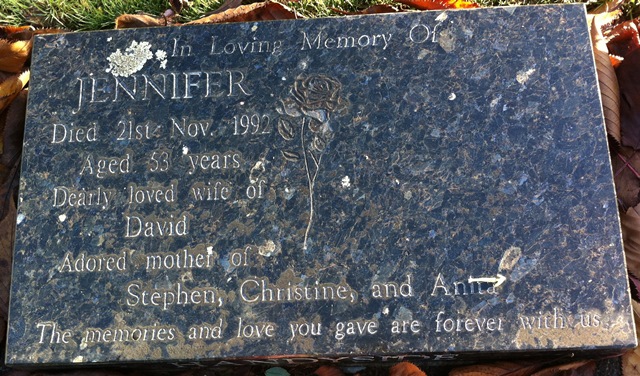 In Loving Memory Of
JENNIFER
Died 21st Nov. 1992
Aged 53 years
Dearly loved wife of
David
Adored mother of
Stephen, Christine, and Anita
The memories and love you gave are forever with us